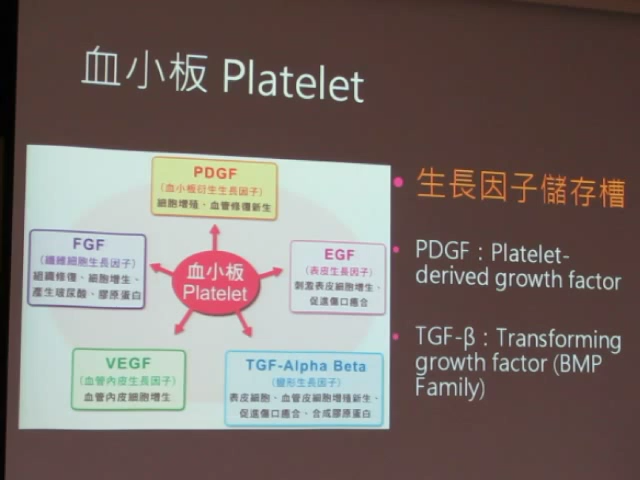 血小板 Platelet
PDGF
(血小板衍生生長因子)
細胞增殖、血管修復新生
FGF
(纖維細胞生長因子)
組織修復、細胞增生、
產生玻尿酸、膠原蛋白
血小板
Platelet
EGF
(表皮生長因子)
刺激表皮細胞增生、
促進傷口癒合
VEGF
(血管內皮生長因子)
血管內皮細胞增生
TGF-Alpha Beta
(變形生長因子)
表皮細胞、血管皮細胞增殖新生、
促進傷口癒合、合成膠原蛋白
• 生長因子儲存槽
• PDGF：Platelet-
derived growth factor
• TGF-β：Transforming
growth factor (BMP
Family)